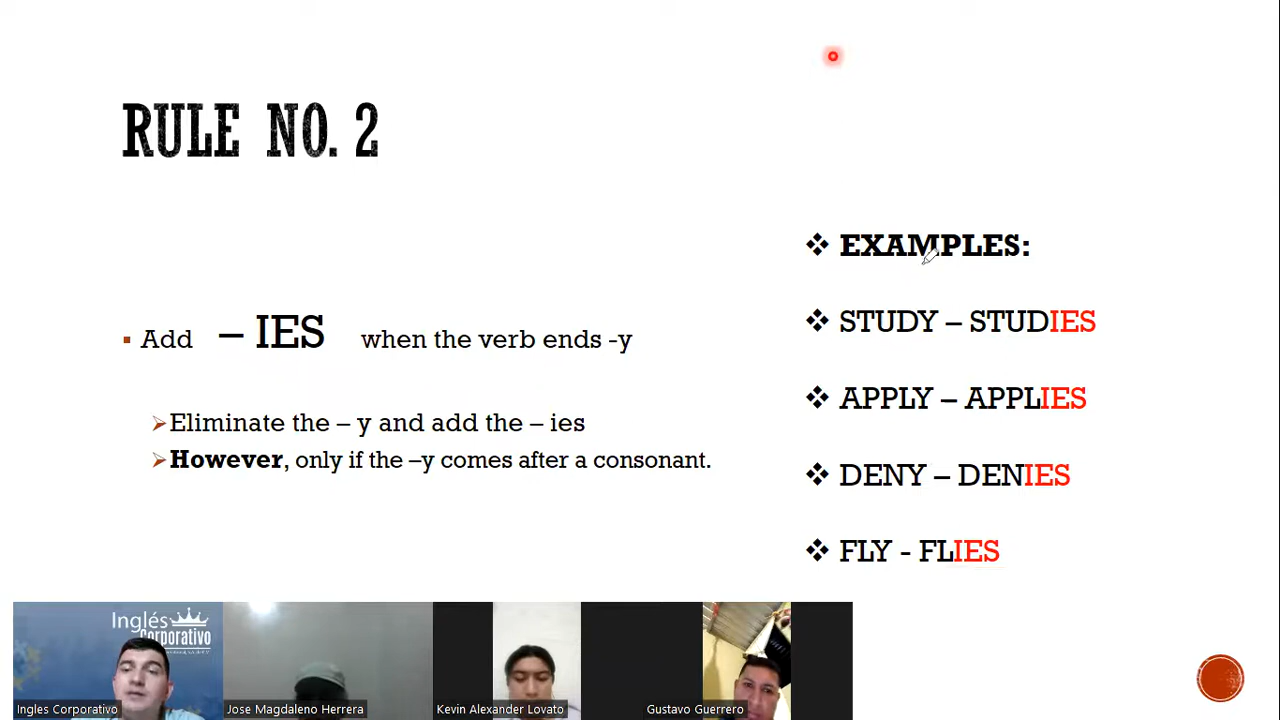 RULE NO. 2
▪ Add – IES when the verb ends -y
➢Eliminate the – y and add the – ies
➢However, only if the –y comes after a consonant.
❖ EXAMPLES:
❖ STUDY – STUDIES
❖ APPLY – APPLIES
❖ DENY – DENIES
❖ FLY - FLIES
Inglés
Corporativo
Ingles Corporativo
Jose Magdaleno Herrera
Kevin Alexander Lovato
Gustavo Guerrero